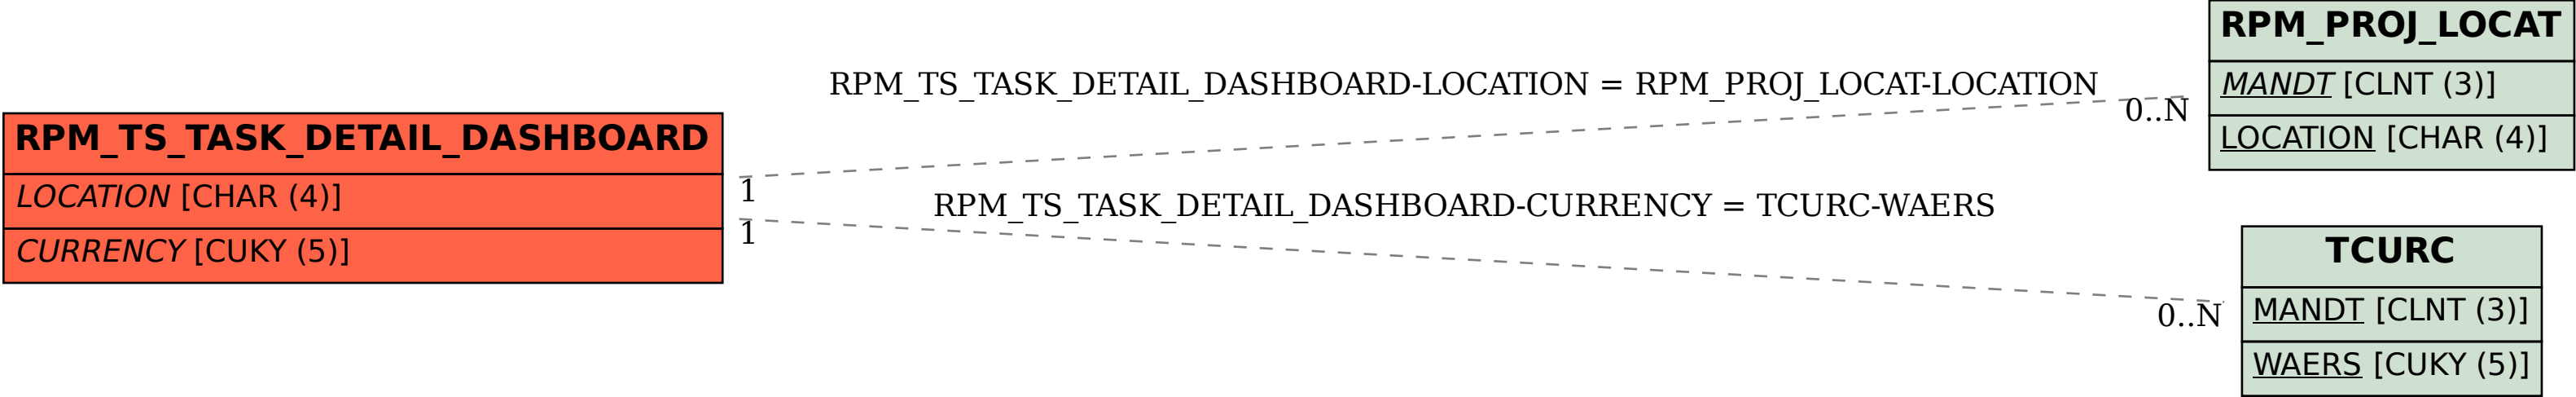 RPM_TS_TASK_DETAIL_DASHBOARD
LOCATION [CHAR (4)]
CURRENCY [CUKY (5)]
RPM_TS_TASK_DETAIL_DASHBOARD-LOCATION = RPM_PROJ_LOCAT-LOCATION
1
0..N
RPM_TS_TASK_DETAIL_DASHBOARD-CURRENCY = TCURC-WAERS
1
0..N
RPM_PROJ_LOCAT
MANDT [CLNT (3)]
LOCATION [CHAR (4)]
TCURC
MANDT [CLNT (3)]
WAERS [CUKY (5)]